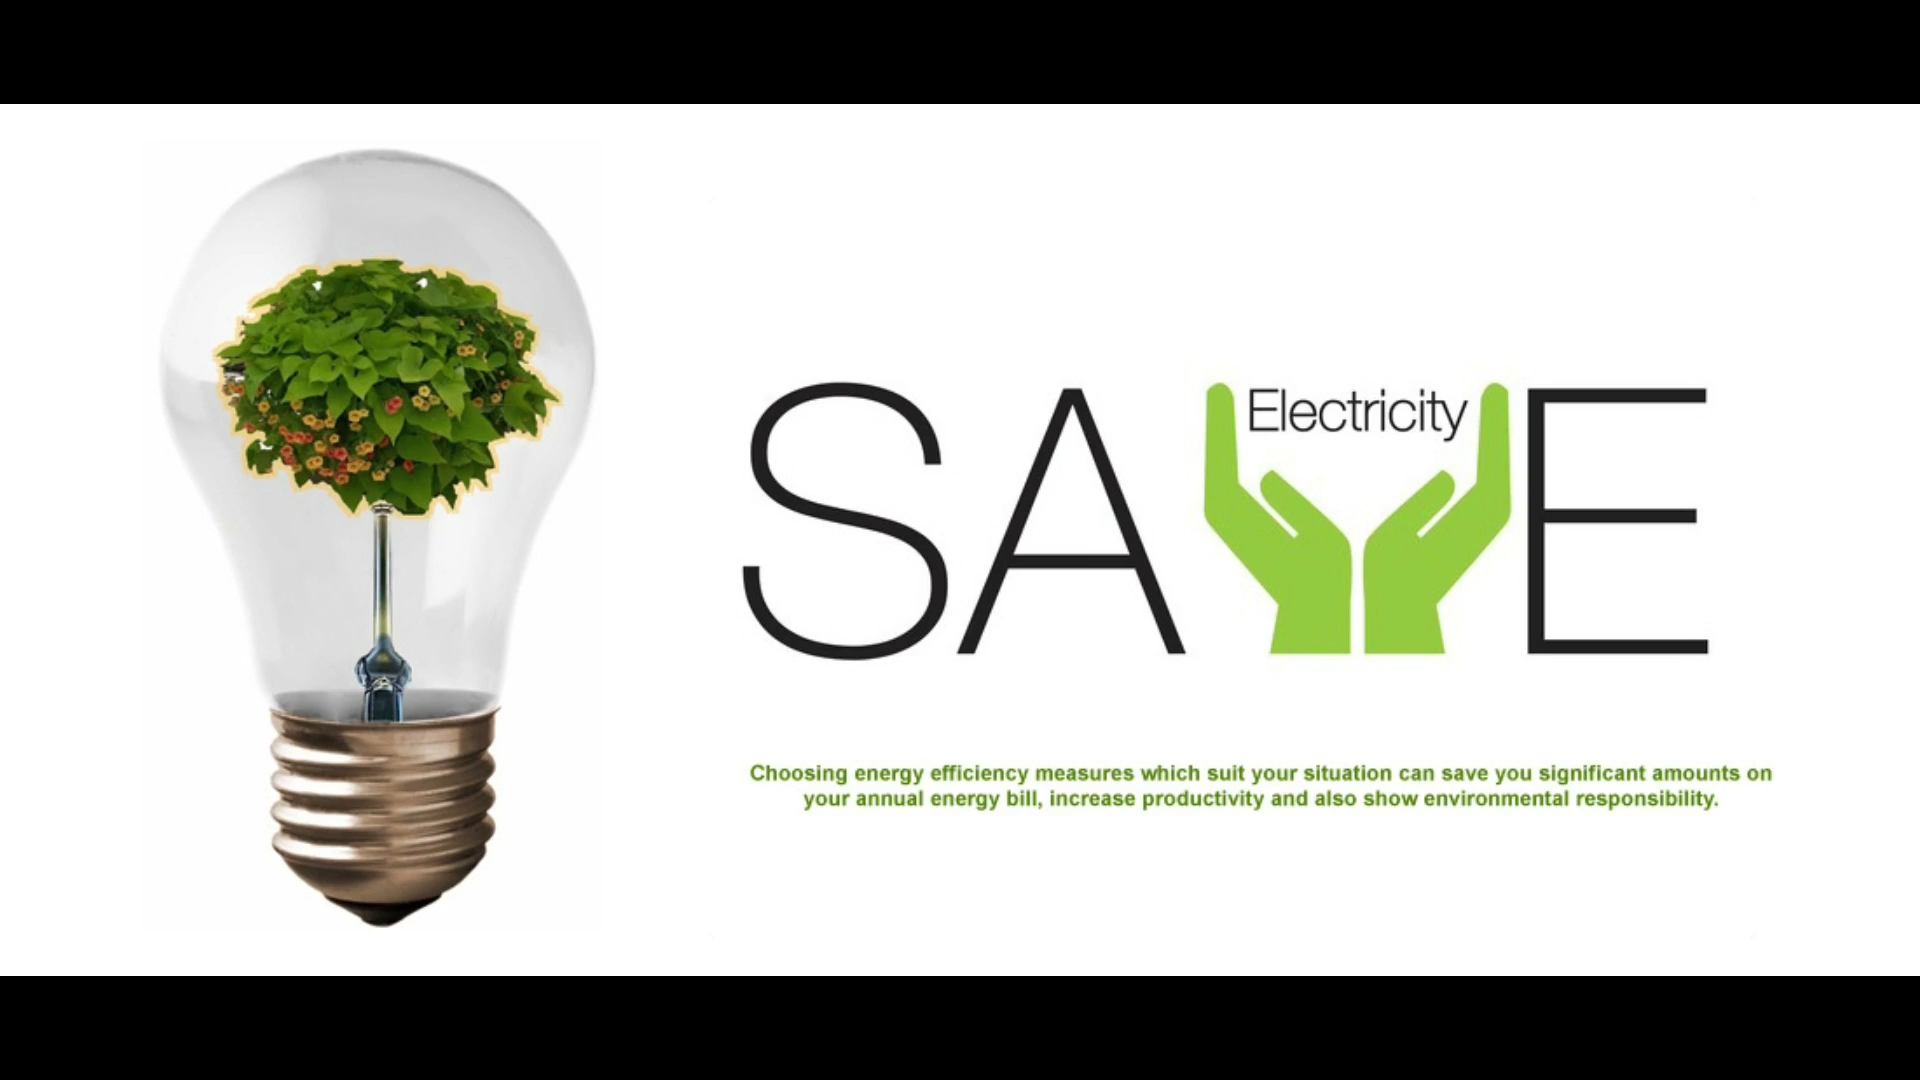 SAVE
Electricity
Choosing energy efficiency measures which suit your situation can save you significant amounts on
your annual energy bill, increase productivity and also show environmental responsibility.